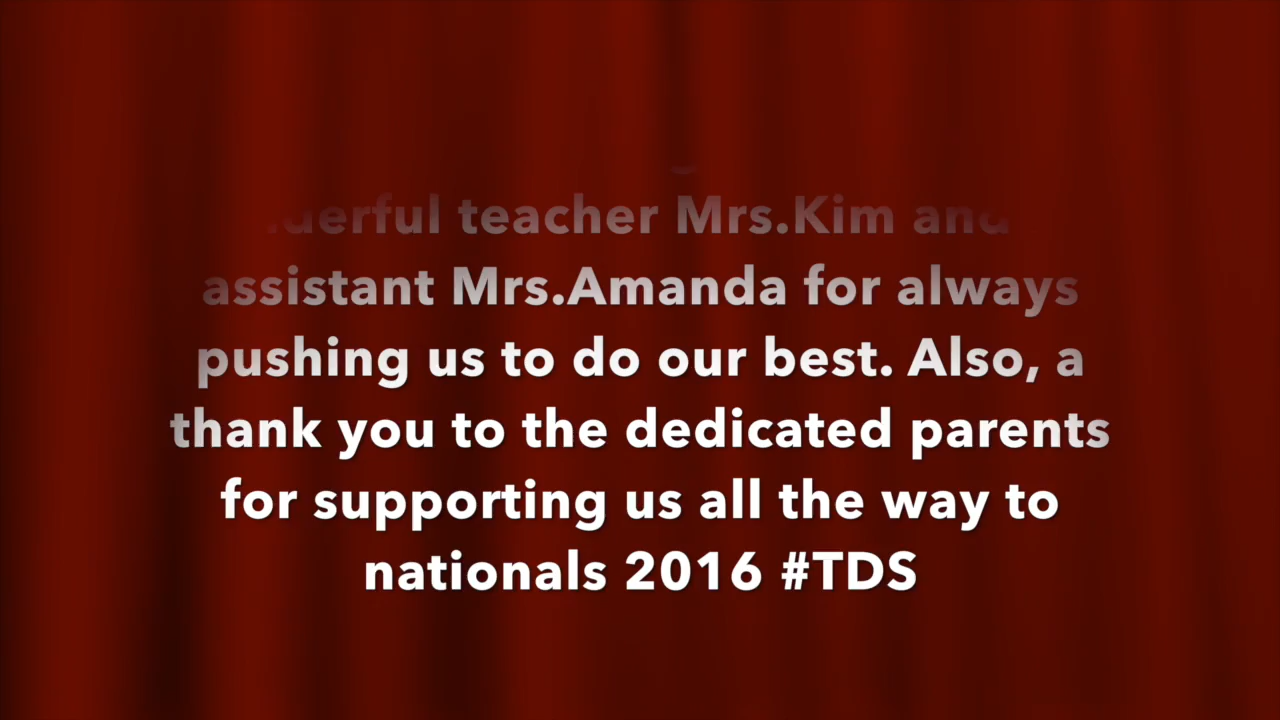 teacher Mrs.Kim and
assistant Mrs.Amanda for always
pushing us to do our best. Also, a
thank you to the dedicated parents
for supporting us all the way to
nationals 2016 #TDS